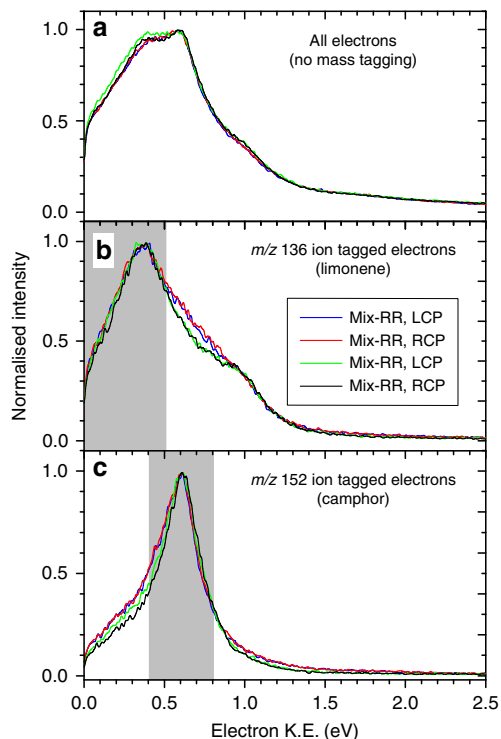 a
All electrons
(no mass tagging)
1.0
0.5
0.0
b
m/z 136 ion tagged electrons
(limonene)
1.0
0.5
0.0
Mix-RR, LCP
Mix-RR, RCP
Mix-RR, LCP
Mix-RR, RCP
Normalised intensity
c
m/z 152 ion tagged electrons
(camphor)
1.0
0.5
0.0
0.0 0.5 1.0 1.5 2.0 2.5
Electron K.E. (eV)